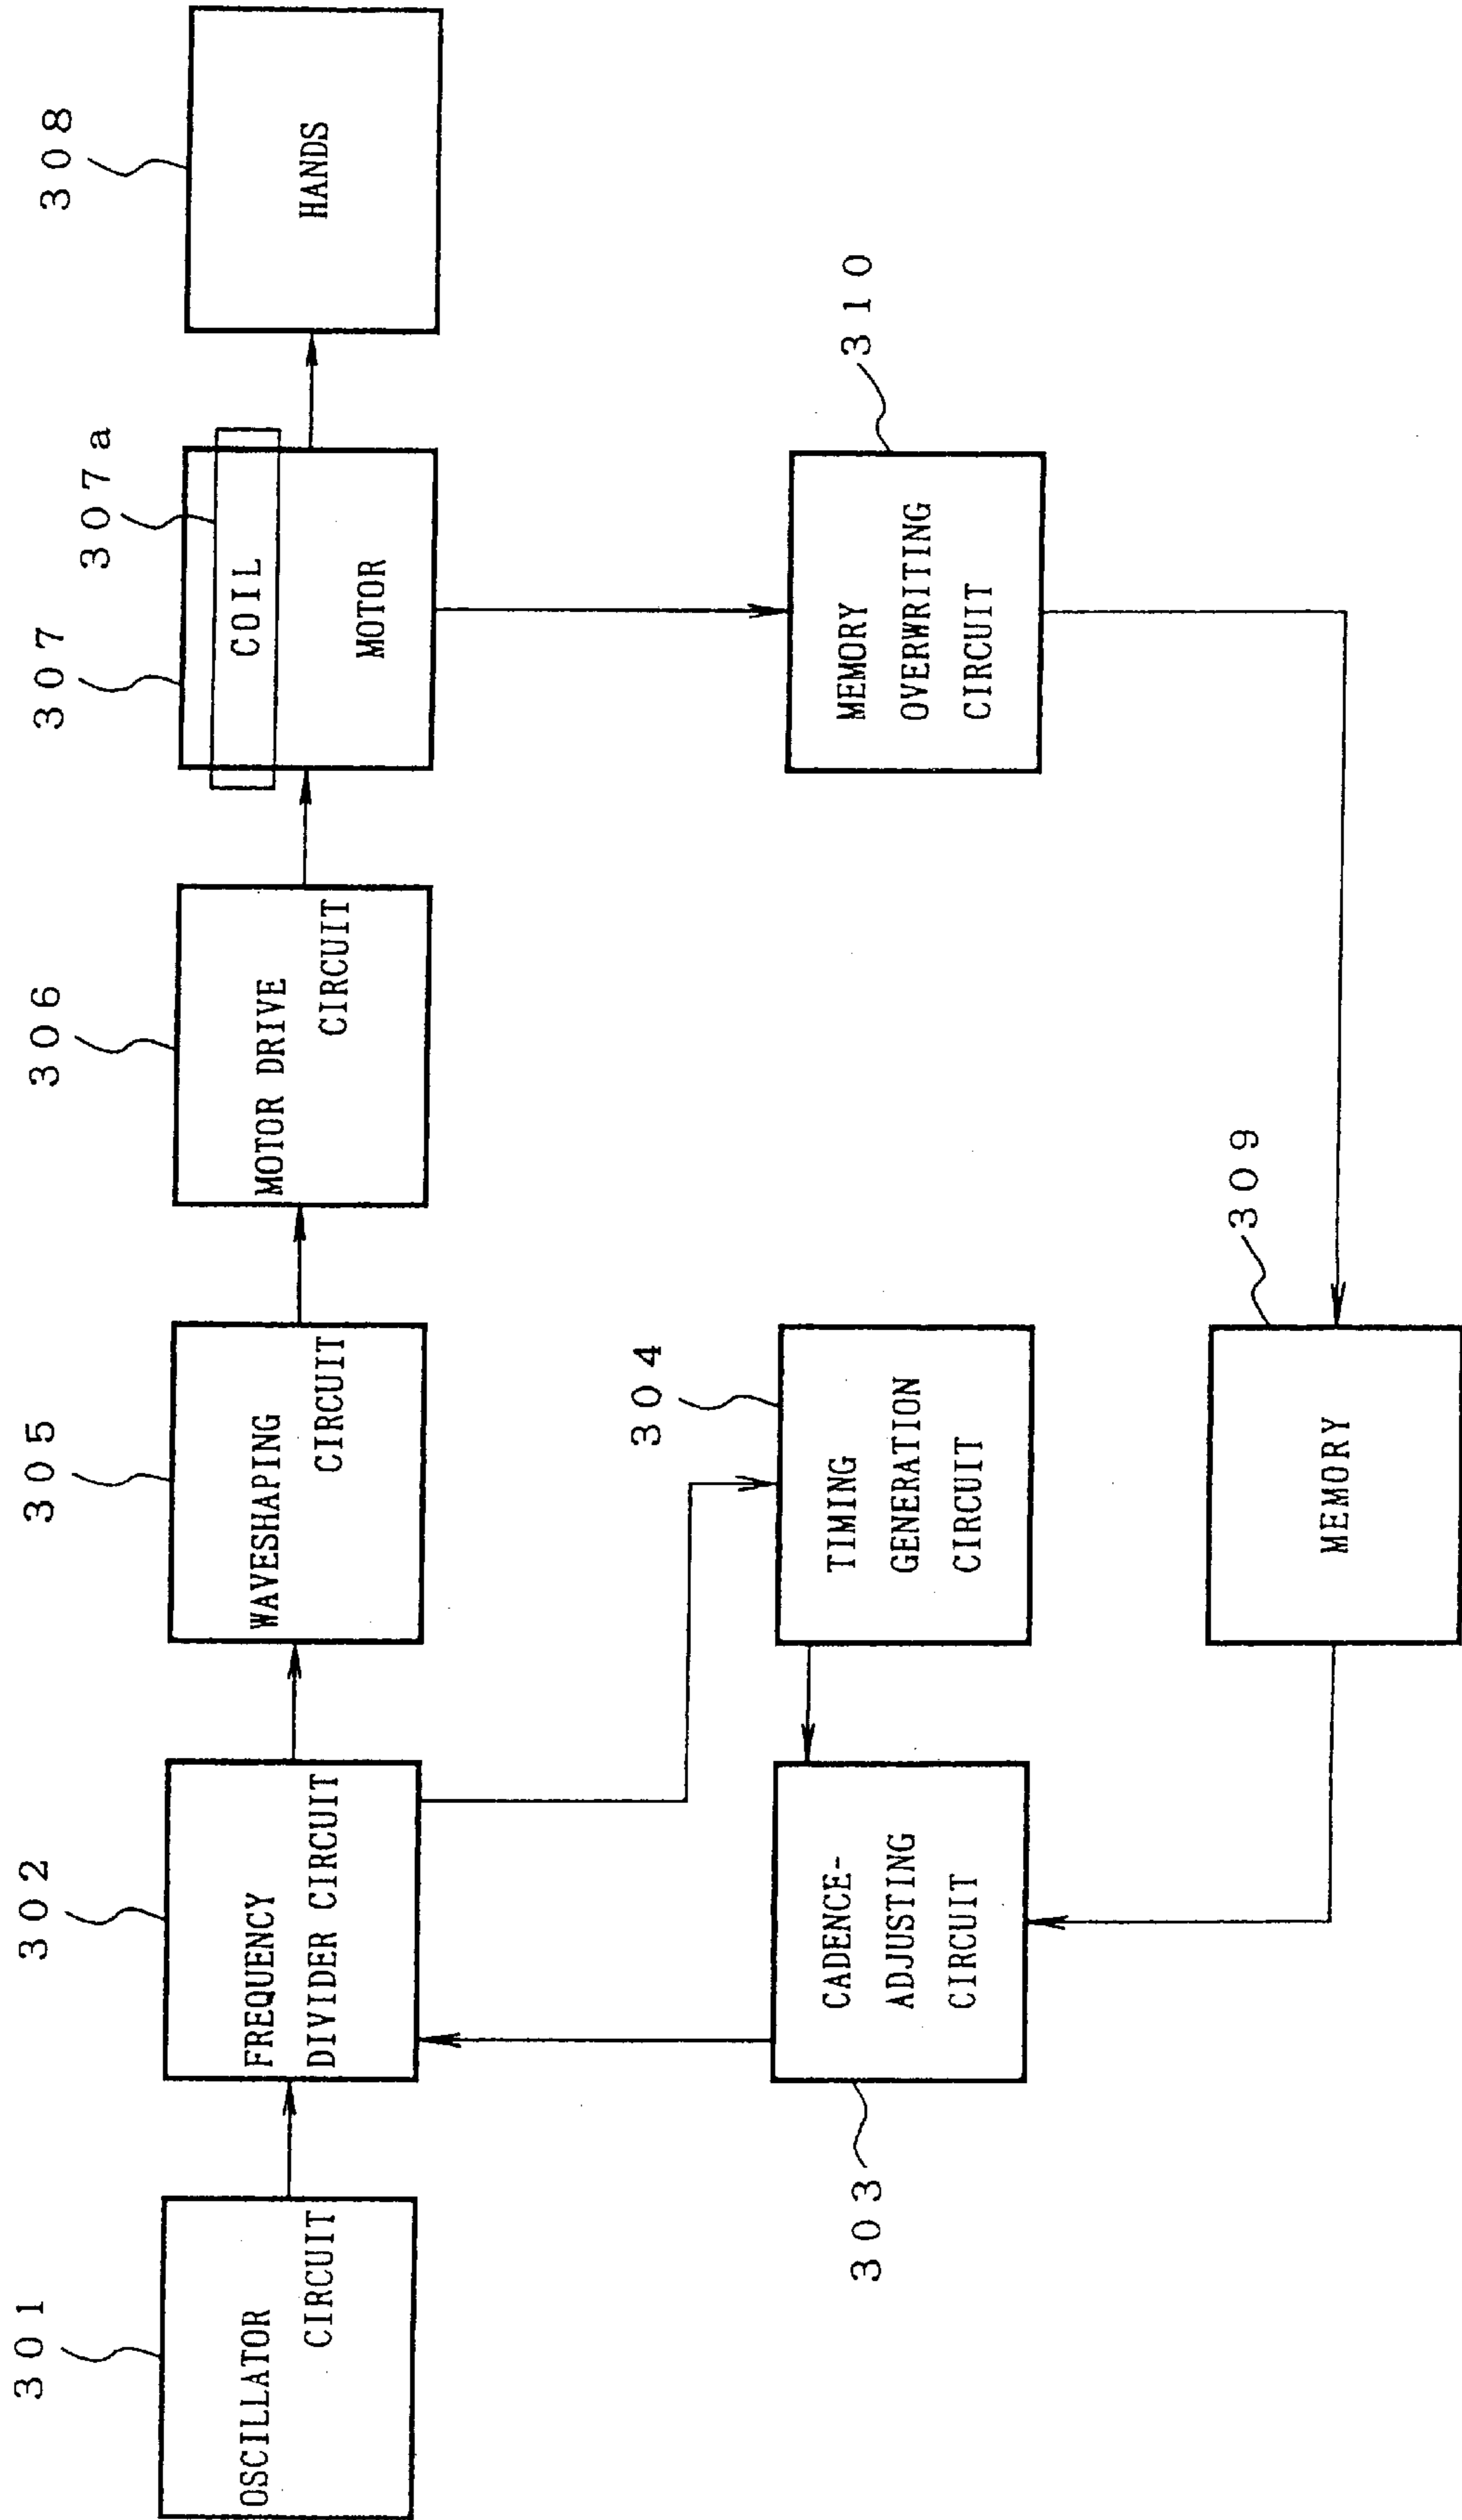 301
OSCILLATOR
CIRCUIT
302
FREQUENCY
DIVIDER CIRCUIT
305
WAVESHAPING
CIRCUIT
306
MOTOR DRIVE
CIRCUIT
307
307a
COIL
MOTOR
308
HANDS
303
CADENCE-
ADJUSTING
CIRCUIT
304
TIMING
GENERATION
CIRCUIT
310
MEMORY
OVERWRITING
CIRCUIT
309
MEMORY